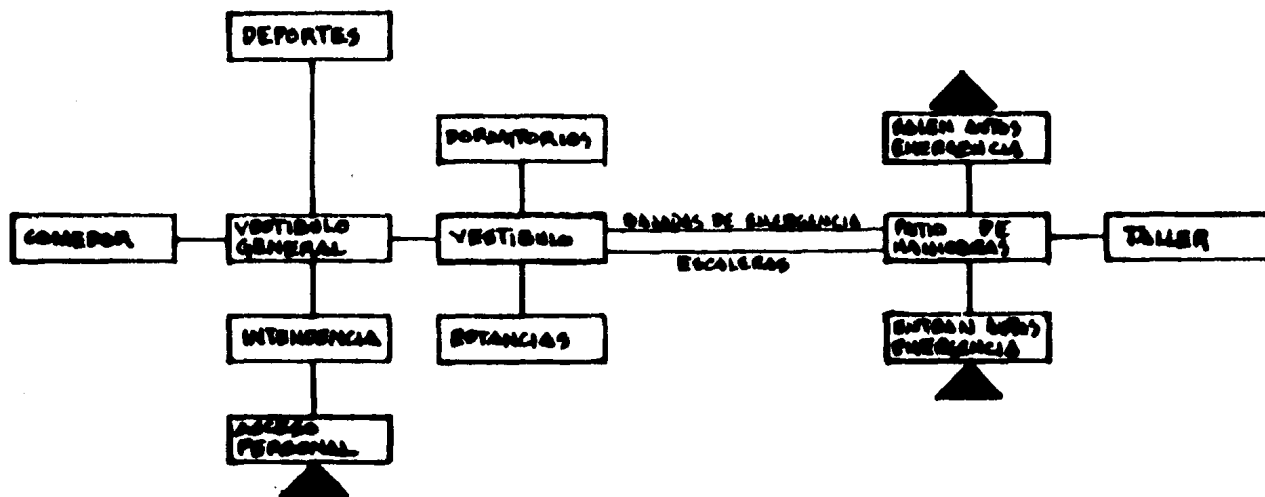 DEPORTES
DORMITORIOS
SALEN AUTOS
EMERGENCIA
COMEDOR
VESTIBULO
GENERAL
VESTIBULO
BAJADAS DE EMERGENCIA
ESCALERAS
PATIO DE
MANIOBRAS
TALLER
INTENDENCIA
ESTANCIAS
ENTRAN AUTOS
EMERGENCIA
ACCESO
PERSONAL